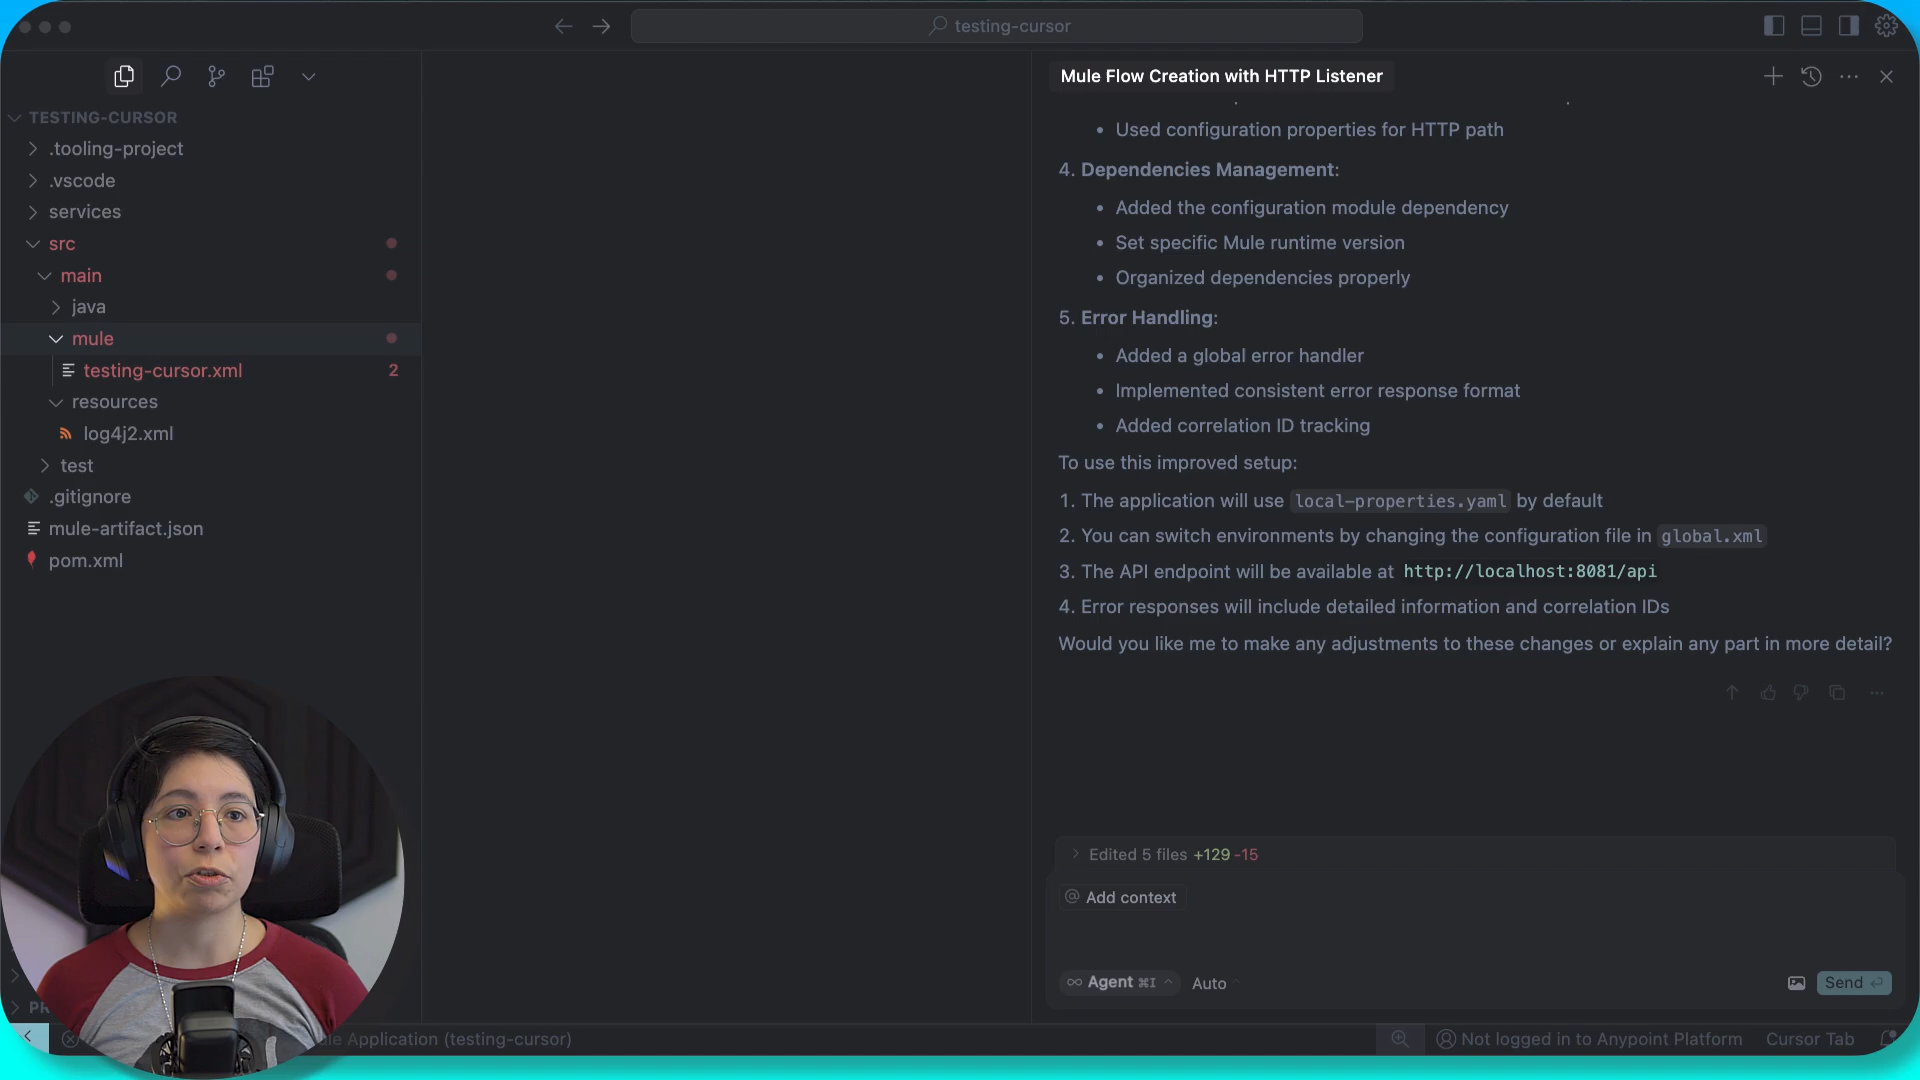 testing-cursor
Mule Flow Creation with HTTP Listener
TESTING-CURSOR
.tooling-project
.vscode
services
src
main
java
mule
testing-cursor.xml 2
resources
log4j2.xml
test
.gitignore
mule-artifact.json
pom.xml
• Used configuration properties for HTTP path
4. Dependencies Management:
• Added the configuration module dependency
• Set specific Mule runtime version
• Organized dependencies properly
5. Error Handling:
• Added a global error handler
• Implemented consistent error response format
• Added correlation ID tracking
To use this improved setup:
1. The application will use local-properties.yaml by default
2. You can switch environments by changing the configuration file in global.xml
3. The API endpoint will be available at http://localhost:8081/api
4. Error responses will include detailed information and correlation IDs
Would you like me to make any adjustments to these changes or explain any part in more detail?
Edited 5 files +129 -15
@ Add context
∞ Agent ⌘I Auto
Send
Application (testing-cursor)
Not logged in to Anypoint Platform
Cursor Tab